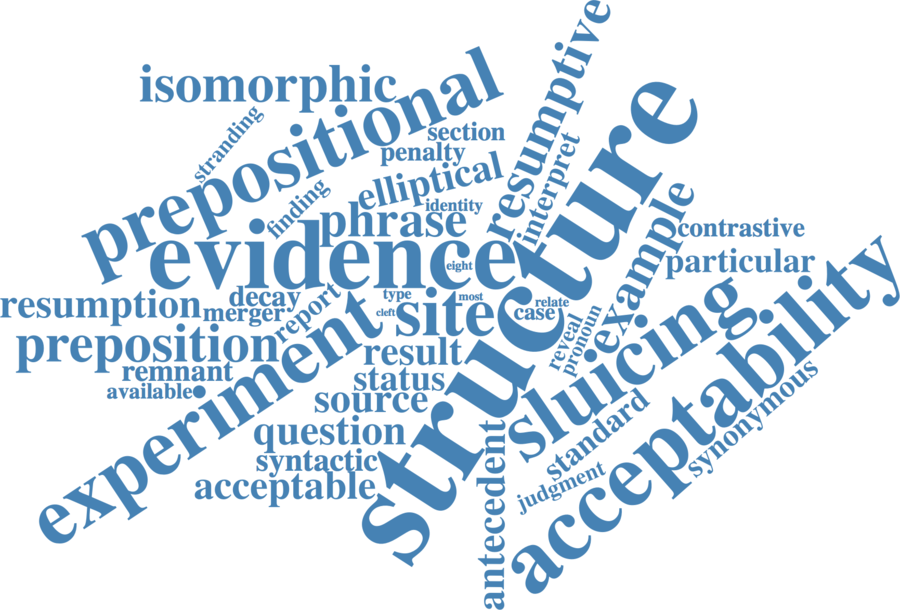 resumptive
isomorphic
prepositional
structure
stranding
section
penalty
interpret
elliptical
finding
identity
phrase
example
contrastive
evidence
particular
eight
acceptability
resumption
decay
type
most
relate
merger
report
cleft
site
case
sluicing
reveal
pronoun
preposition
experiment
result
remnant
status
available
source
synonymous
standard
question
antecedent
syntactic
judgment
acceptable